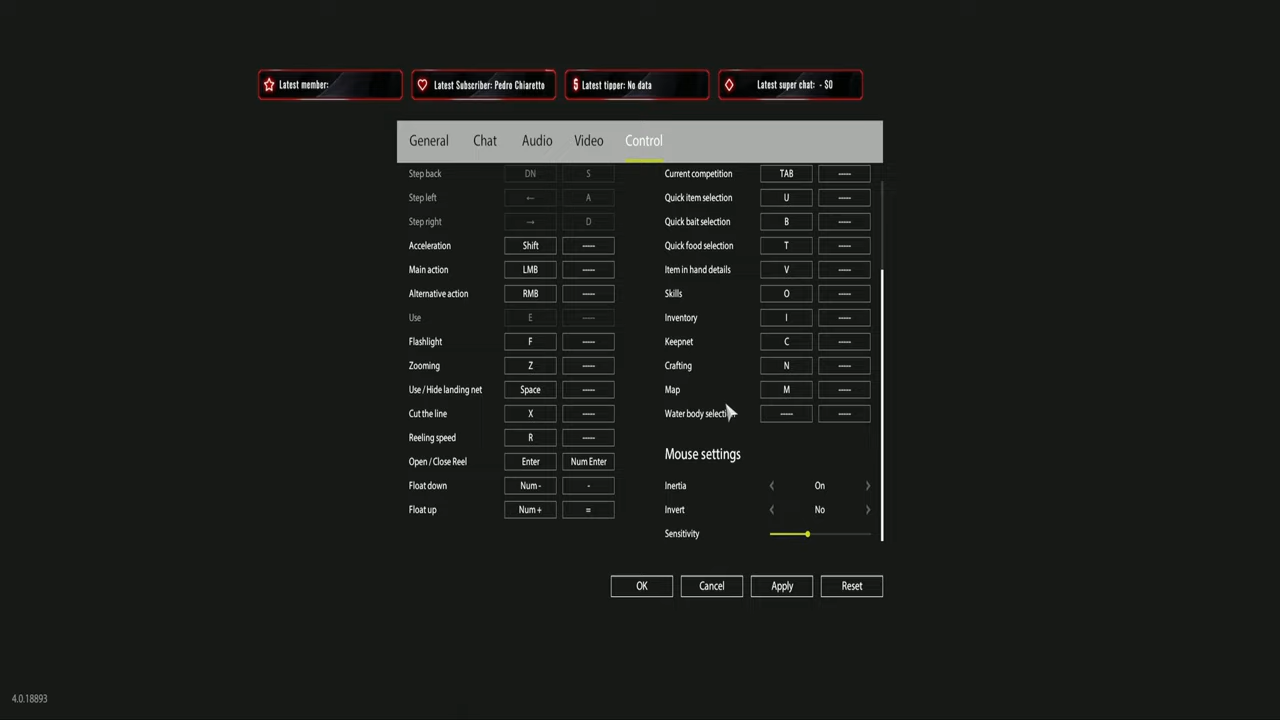 Latest member:
Latest Subscriber: Pedro Chiaretto
$ Latest tipper: No data
Latest super chat: - $0
General Chat Audio Video Control
Step back DN S
Step left ← A
Step right → D
Acceleration Shift -----
Main action LMB -----
Alternative action RMB -----
Use E -----
Flashlight F -----
Zooming Z -----
Use / Hide landing net Space -----
Cut the line X -----
Reeling speed R -----
Open / Close Reel Enter Num Enter
Float down Num - -
Float up Num + =
Current competition TAB -----
Quick item selection U -----
Quick bait selection B -----
Quick food selection T -----
Item in hand details V -----
Skills O -----
Inventory I -----
Keepnet C -----
Crafting N -----
Map M -----
Water body selection ----- -----
Mouse settings
Inertia < On >
Invert < No >
Sensitivity
OK Cancel Apply Reset
4.0.18893